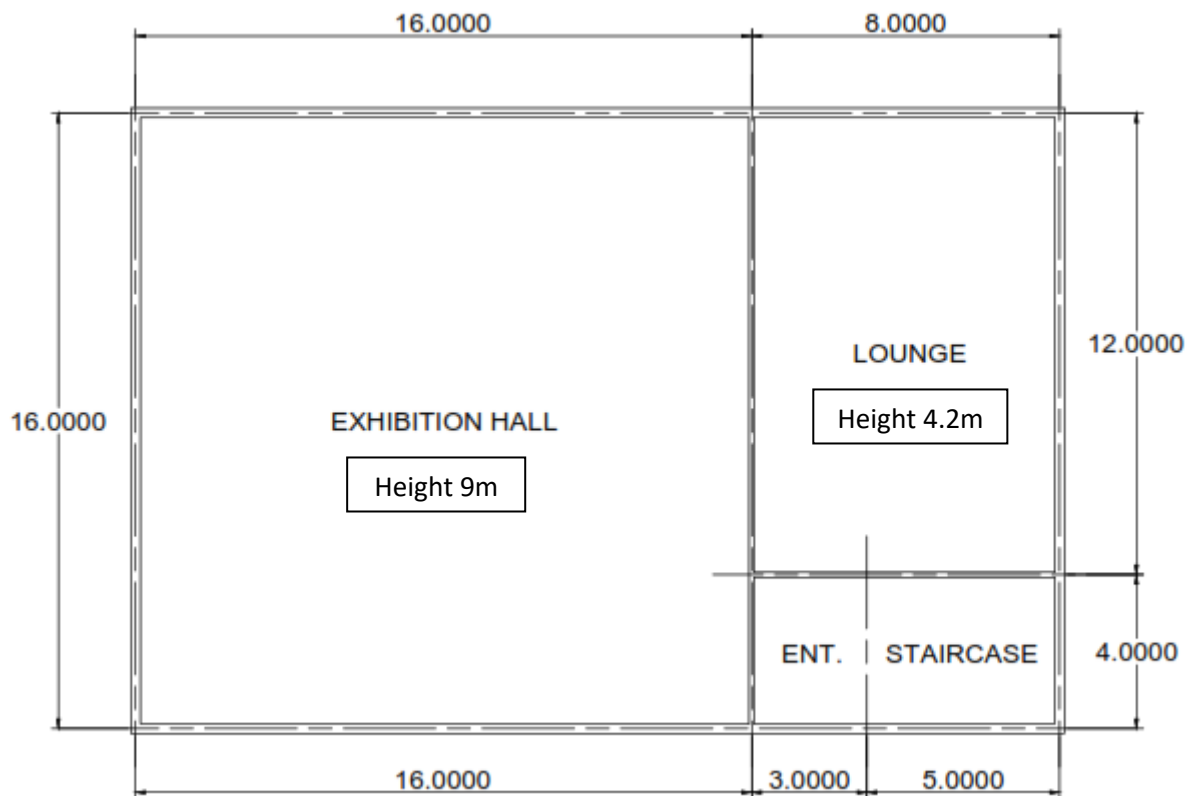 16.0000
8.0000
12.0000
LOUNGE
Height 4.2m
16.0000
EXHIBITION HALL
Height 9m
ENT.
STAIRCASE
4.0000
16.0000
3.0000
5.0000